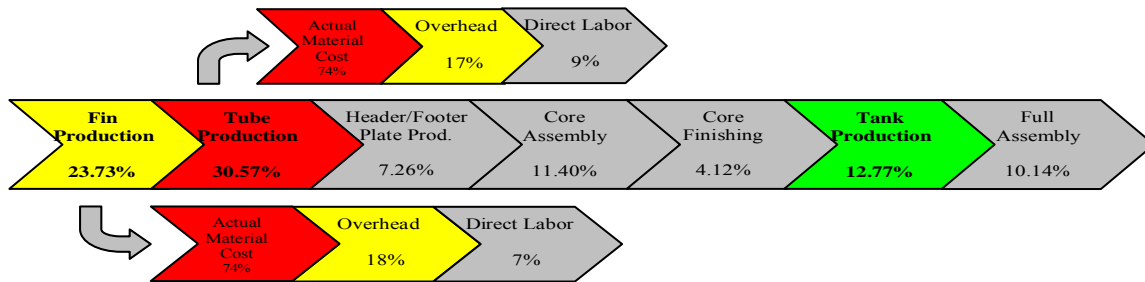 Actual
Material
Cost
74%
Overhead
17%
Direct Labor
9%
Fin
Production
23.73%
Tube
Production
30.57%
Header/Footer
Plate Prod.
7.26%
Core
Assembly
11.40%
Core
Finishing
4.12%
Tank
Production
12.77%
Full
Assembly
10.14%
Actual
Material
Cost
74%
Overhead
18%
Direct Labor
7%